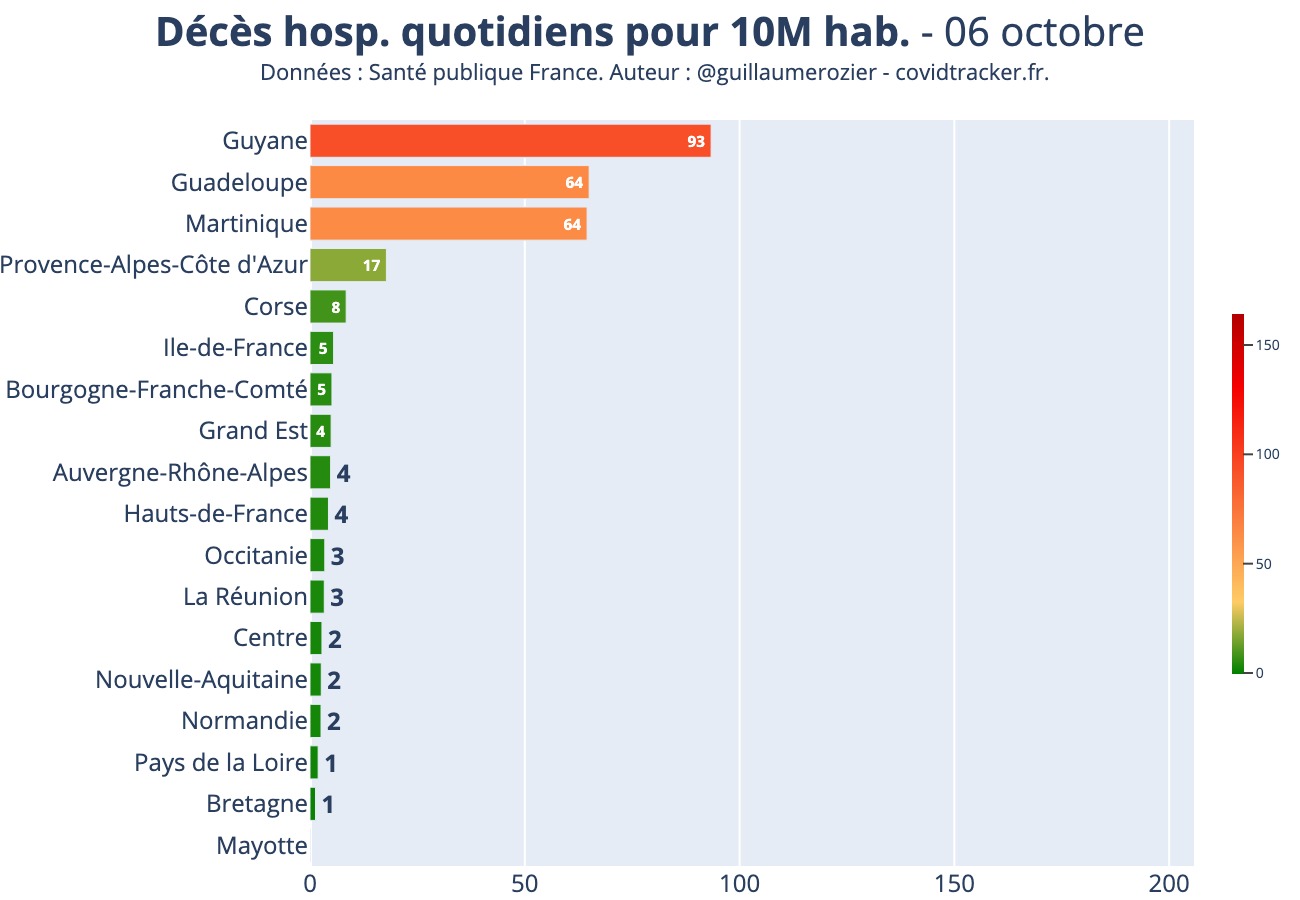 Décès hosp. quotidiens pour 10M hab. - 06 octobre
Données : Santé publique France. Auteur : @guillaumerozier - covidtracker.fr.
Guyane 93
Guadeloupe 64
Martinique 64
Provence-Alpes-Côte d'Azur 17
Corse 8
Ile-de-France 5
Bourgogne-Franche-Comté 5
Grand Est 4
Auvergne-Rhône-Alpes 4
Hauts-de-France 4
Occitanie 3
La Réunion 3
Centre 2
Nouvelle-Aquitaine 2
Normandie 2
Pays de la Loire 1
Bretagne 1
Mayotte
0 50 100 150 200
150
100
50
0